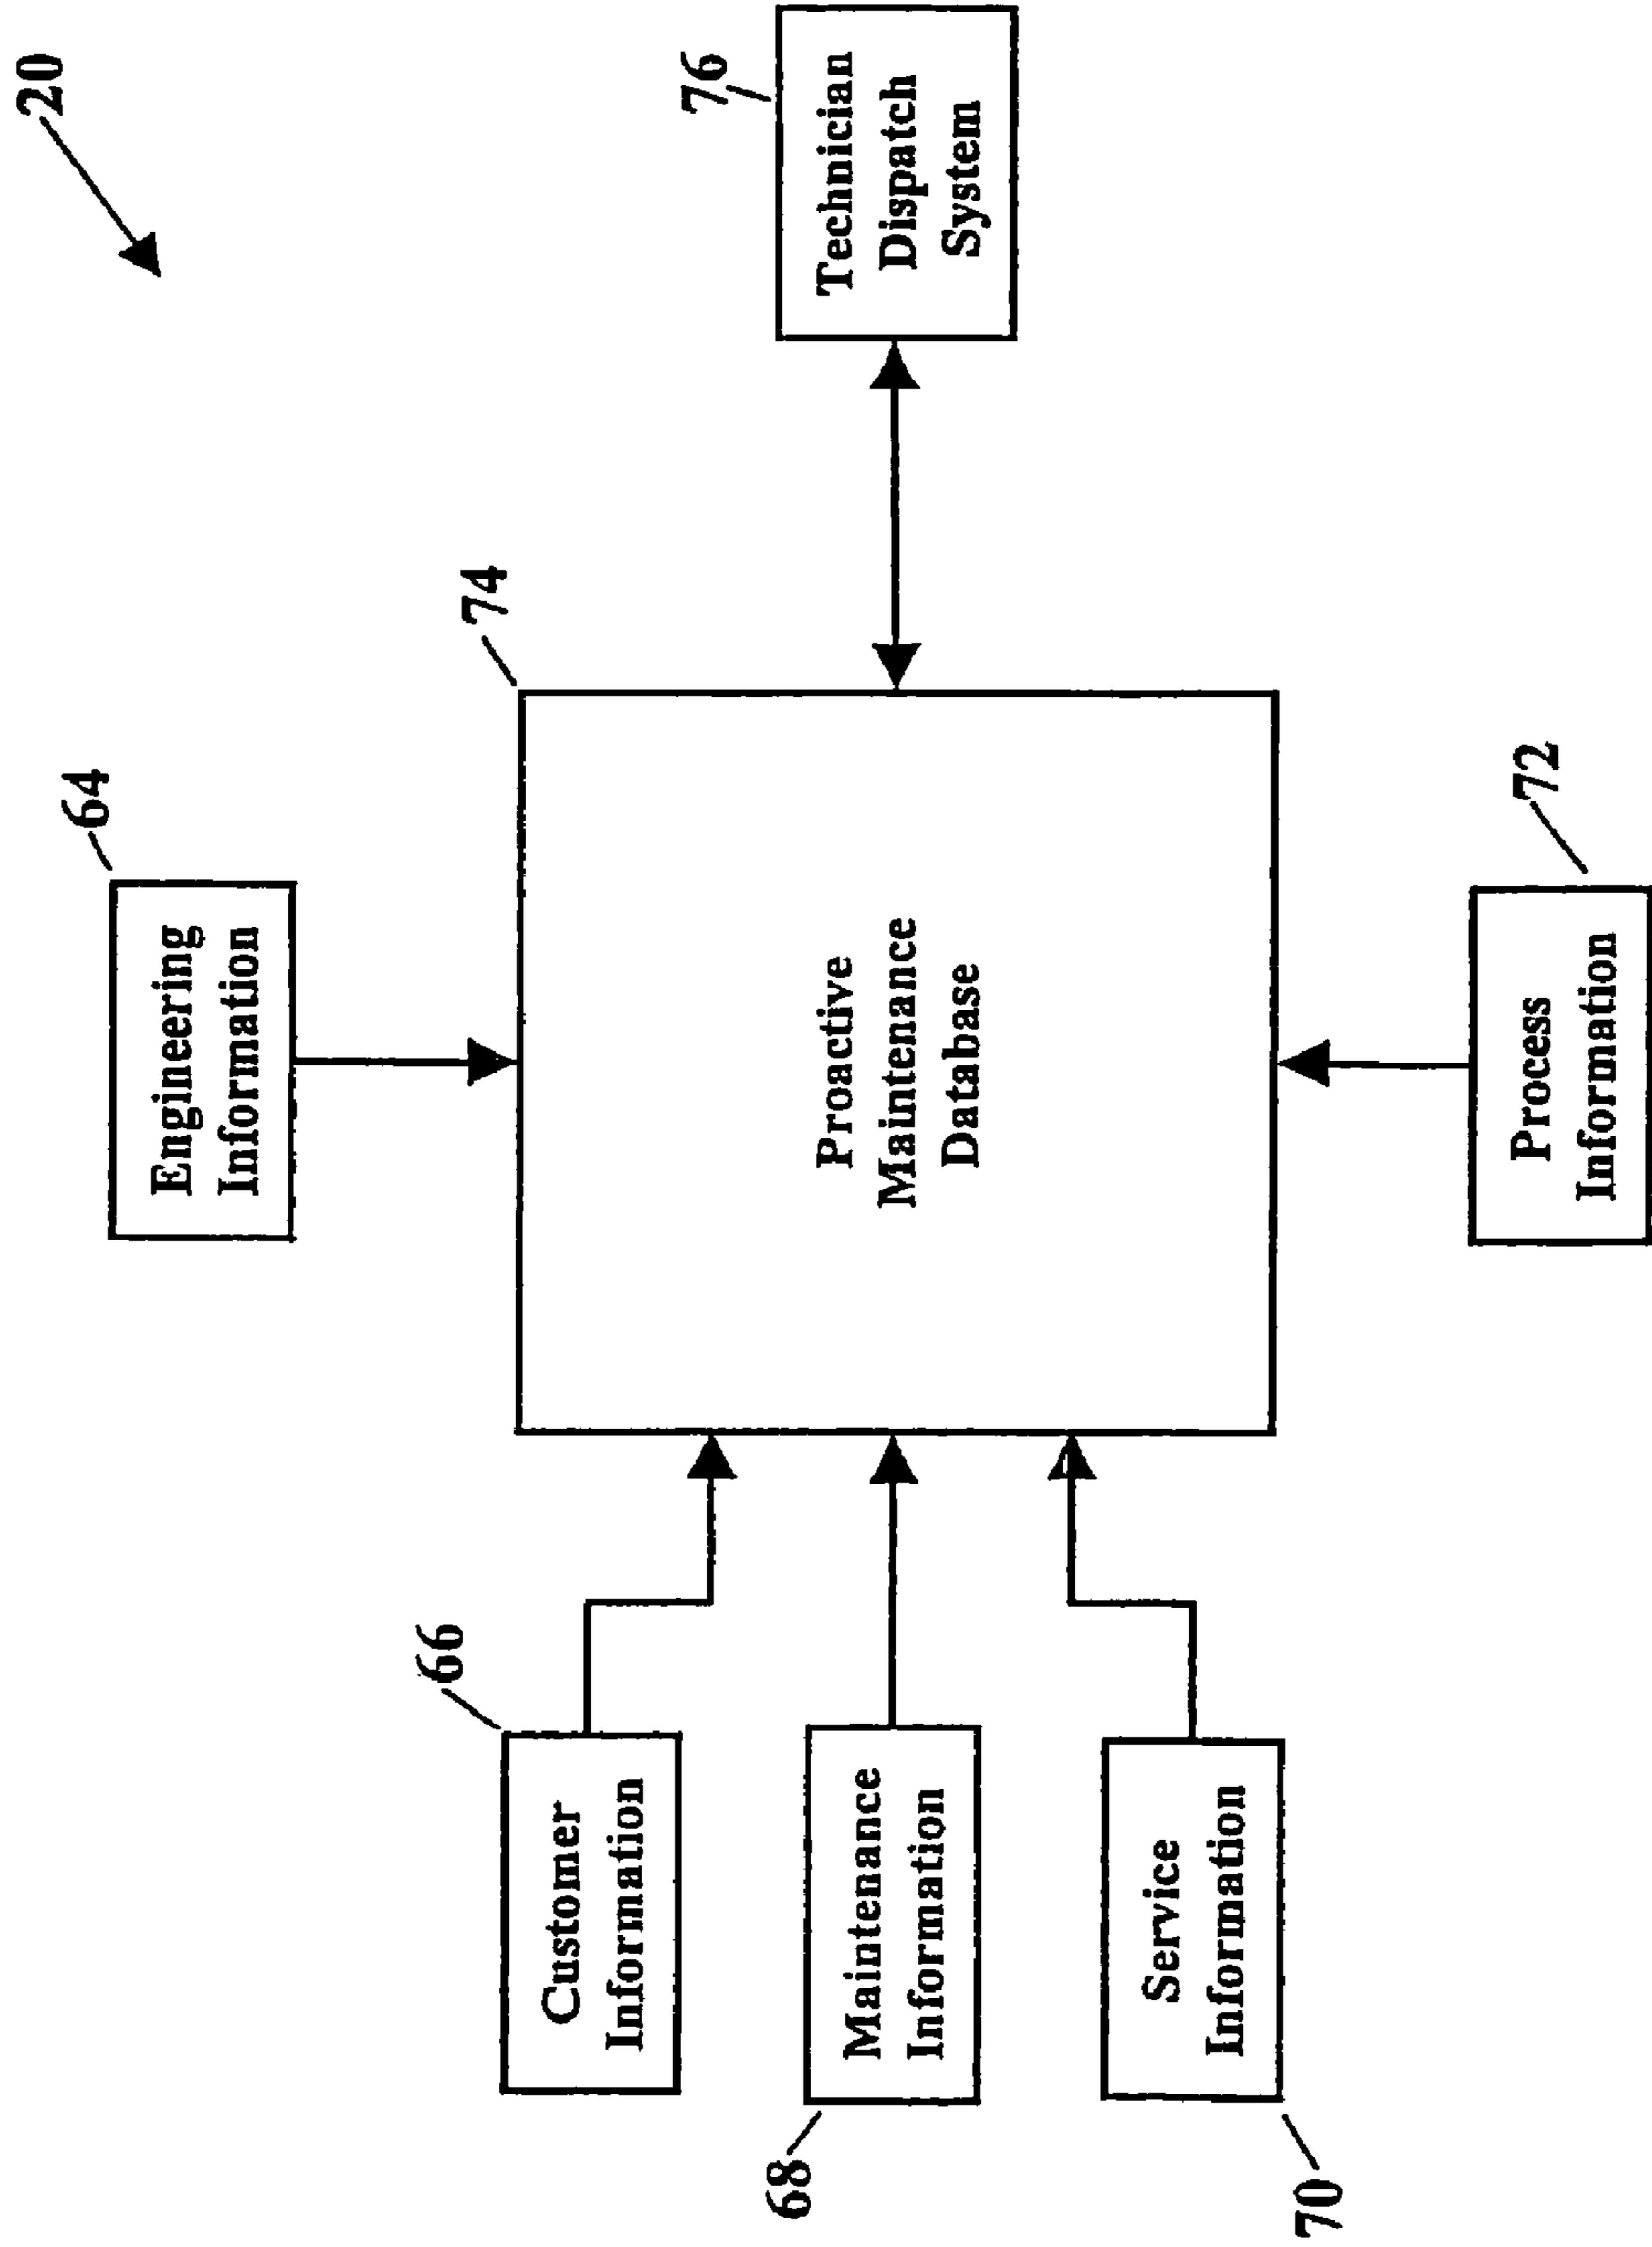 20
64
Engineering
Information
74
76
66
Customer
Information
Proactive
Maintenance
Database
Technician
Dispatch
System
68
Maintenance
Information
70
Service
Information
72
Process
Information